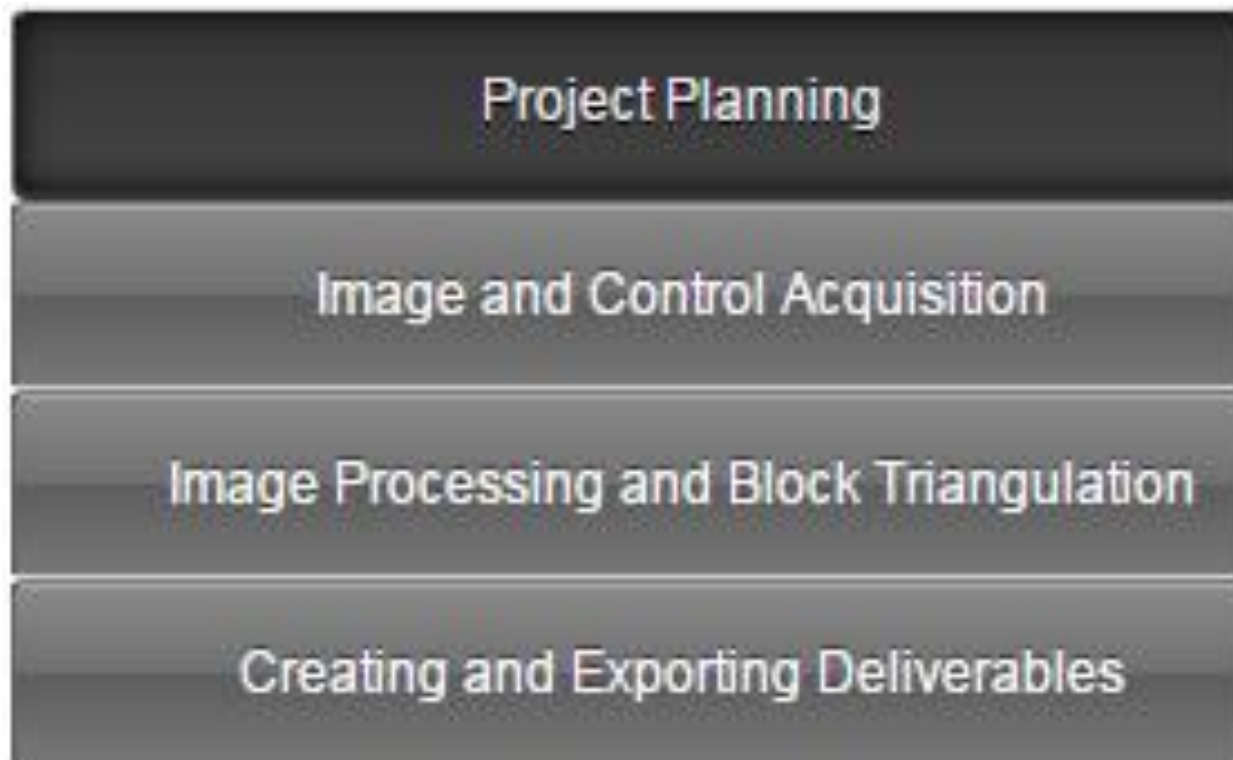 Project Planning
Image and Control Acquisition
Image Processing and Block Triangulation
Creating and Exporting Deliverables